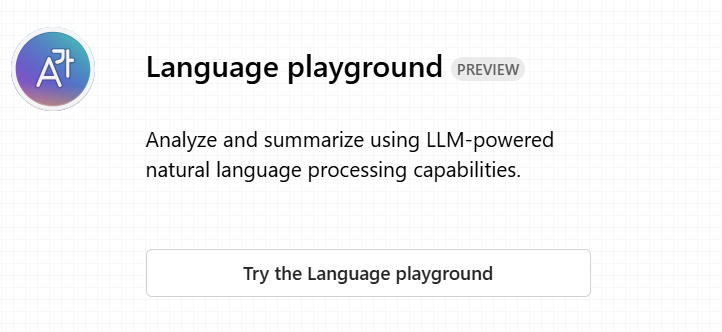 A가
Language playground PREVIEW
Analyze and summarize using LLM-powered
natural language processing capabilities.
Try the Language playground